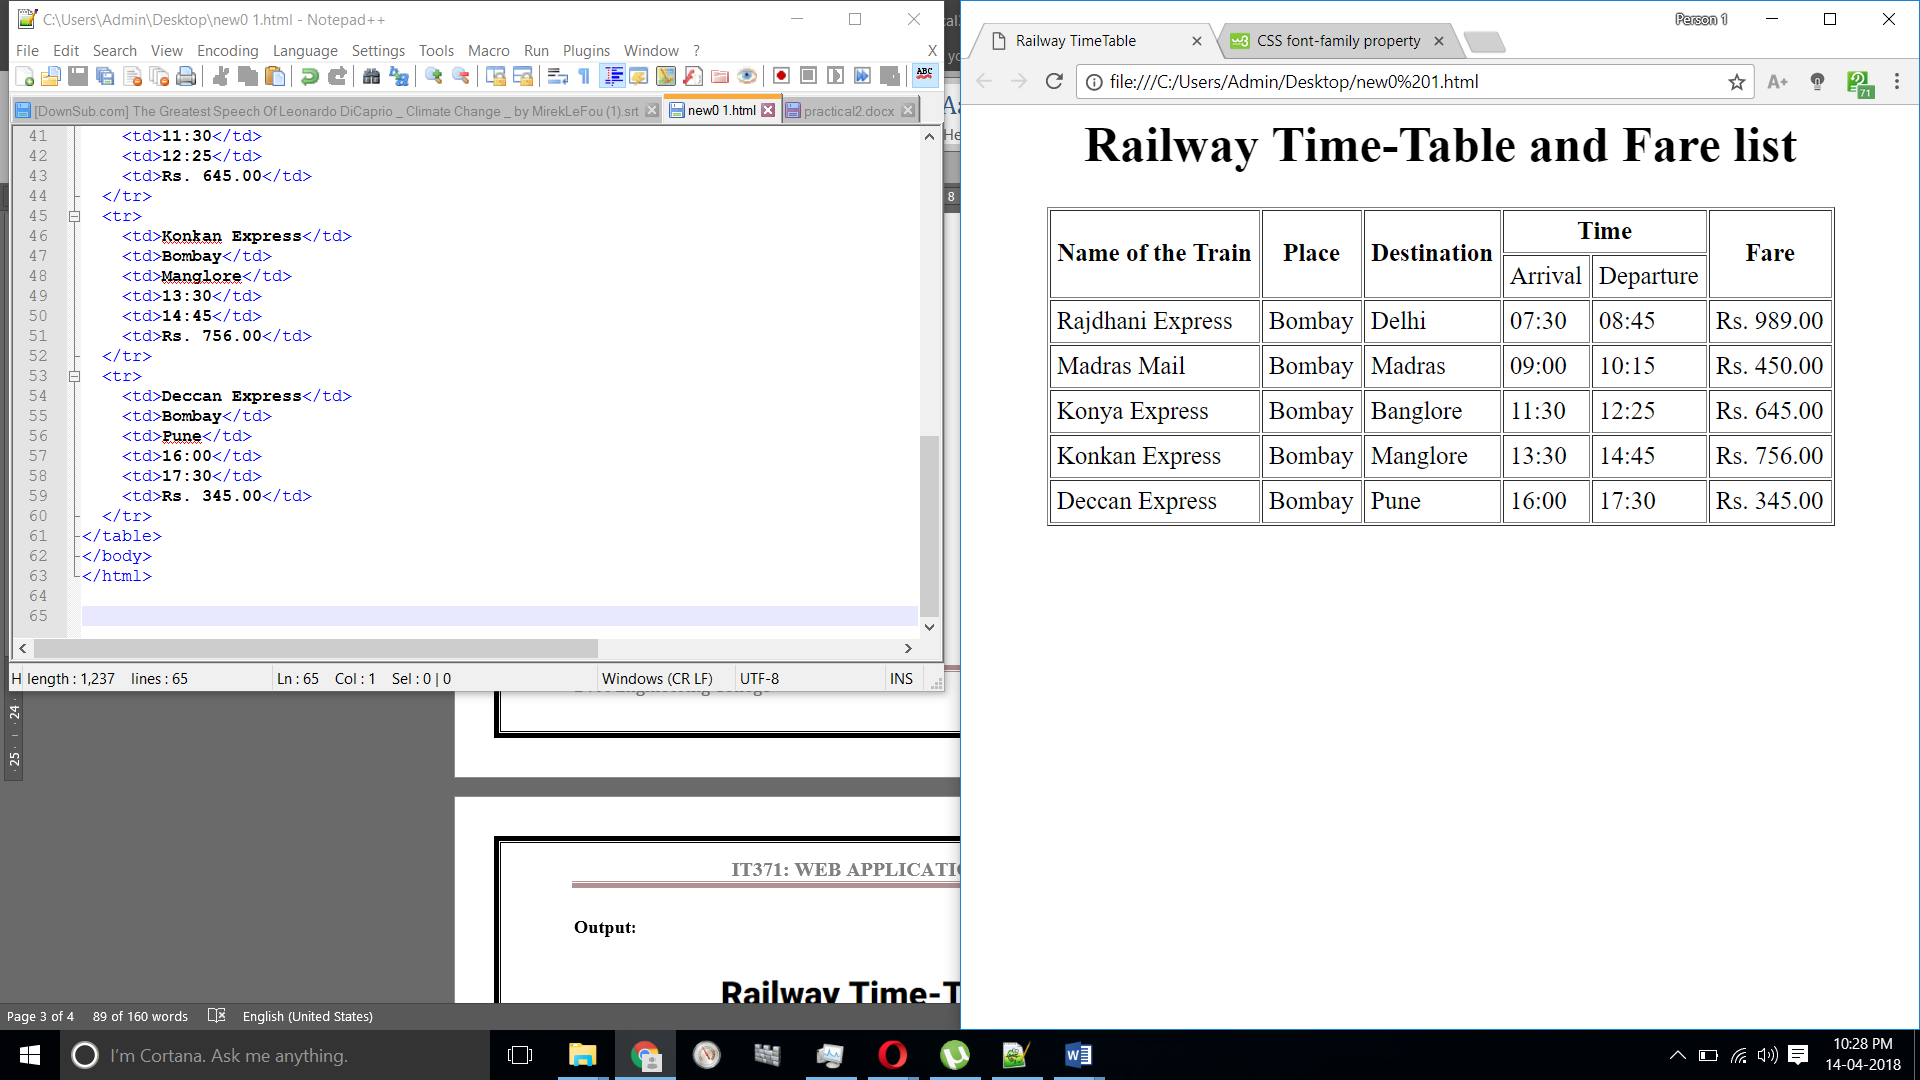 C:\Users\Admin\Desktop\new0 1.html - Notepad++
File Edit Search View Encoding Language Settings Tools Macro Run Plugins Window ? X
[DownSub.com] The Greatest Speech Of Leonardo DiCaprio _ Climate Change _ by MirekLeFou (1).srt new0 1.html practical2.docx
41 <td>11:30</td>
42 <td>12:25</td>
43 <td>Rs. 645.00</td>
44 </tr>
45 <tr>
46 <td>Konkan Express</td>
47 <td>Bombay</td>
48 <td>Manglore</td>
49 <td>13:30</td>
50 <td>14:45</td>
51 <td>Rs. 756.00</td>
52 </tr>
53 <tr>
54 <td>Deccan Express</td>
55 <td>Bombay</td>
56 <td>Pune</td>
57 <td>16:00</td>
58 <td>17:30</td>
59 <td>Rs. 345.00</td>
60 </tr>
61 </table>
62 </body>
63 </html>
64
65
H length : 1,237 lines : 65 Ln : 65 Col : 1 Sel : 0 | 0 Windows (CR LF) UTF-8 INS
8
24
25
IT371: WEB APPLICATIO
Output:
Railway Time-T
Page 3 of 4 89 of 160 words English (United States)
Person 1
Railway TimeTable CSS font-family property
file:///C:/Users/Admin/Desktop/new0%201.html A+ 71
Railway Time-Table and Fare list
Name of the Train Place Destination Time Fare
Arrival Departure
Rajdhani Express Bombay Delhi 07:30 08:45 Rs. 989.00
Madras Mail Bombay Madras 09:00 10:15 Rs. 450.00
Konya Express Bombay Banglore 11:30 12:25 Rs. 645.00
Konkan Express Bombay Manglore 13:30 14:45 Rs. 756.00
Deccan Express Bombay Pune 16:00 17:30 Rs. 345.00
I'm Cortana. Ask me anything.
10:28 PM
14-04-2018